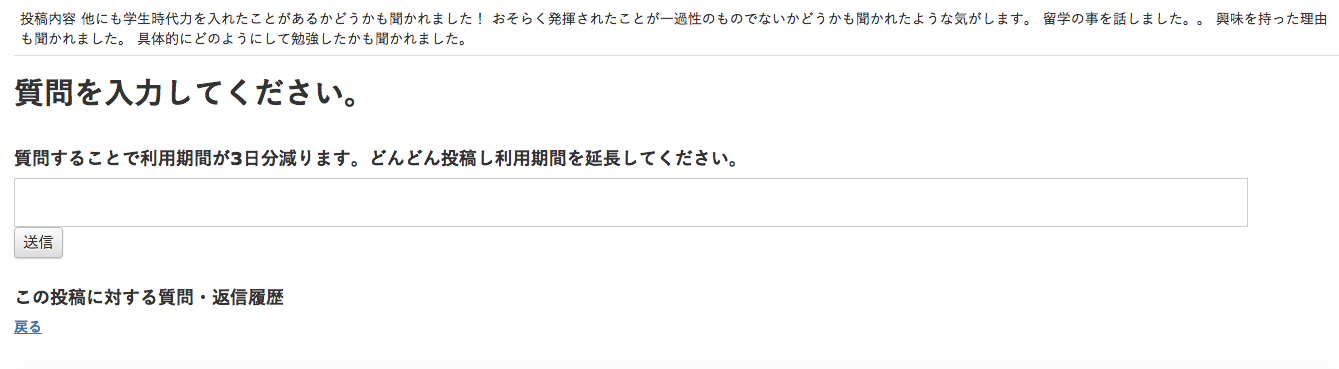 投稿内容 他にも学生時代力を入れたことがあるかどうかも聞かれました！ おそらく発揮されたことが一過性のものでないかどうかも聞かれたような気がします。 留学の事を話しました。。 興味を持った理由
も聞かれました。 具体的にどのようにして勉強したかも聞かれました。
質問を入力してください。
質問することで利用期間が3日分減ります。どんどん投稿し利用期間を延長してください。
送信
この投稿に対する質問・返信履歴
戻る